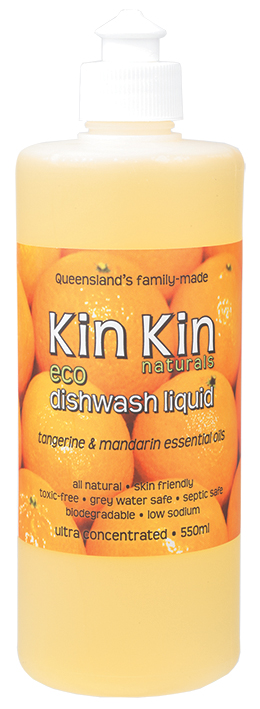 Queensland's family-made
Kin Kin
naturals
eco
dishwash liquid
tangerine & mandarin essential oils
all natural • skin friendly
toxic-free • grey water safe • septic safe
biodegradable • low sodium
ultra concentrated • 550ml